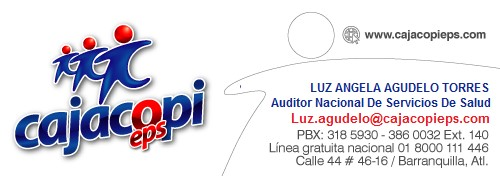 cajacopi
eps
www.cajacopieps.com
LUZ ANGELA AGUDELO TORRES
Auditor Nacional De Servicios De Salud
Luz.agudelo@cajacopieps.com
PBX: 318 5930 - 386 0032 Ext. 140
Línea gratuita nacional 01 8000 111 446
Calle 44 # 46-16 / Barranquilla, Atl.